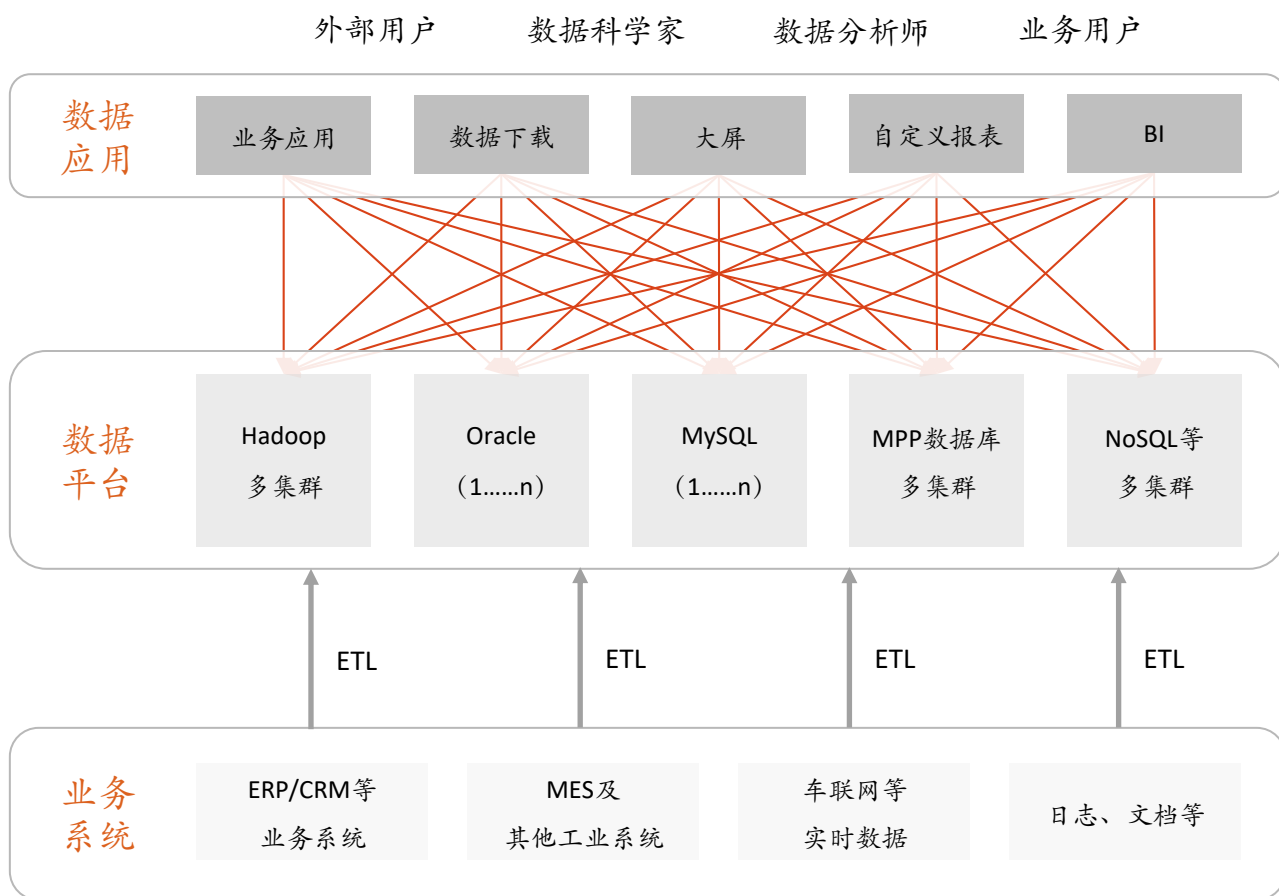 外部用户 数据科学家 数据分析师 业务用户
数据
应用
业务应用 数据下载 大屏 自定义报表 BI
数据
平台
Hadoop
多集群
Oracle
（1……n）
MySQL
（1……n）
MPP数据库
多集群
NoSQL等
多集群
ETL ETL ETL ETL
业务
系统
ERP/CRM等
业务系统
MES及
其他工业系统
车联网等
实时数据
日志、文档等